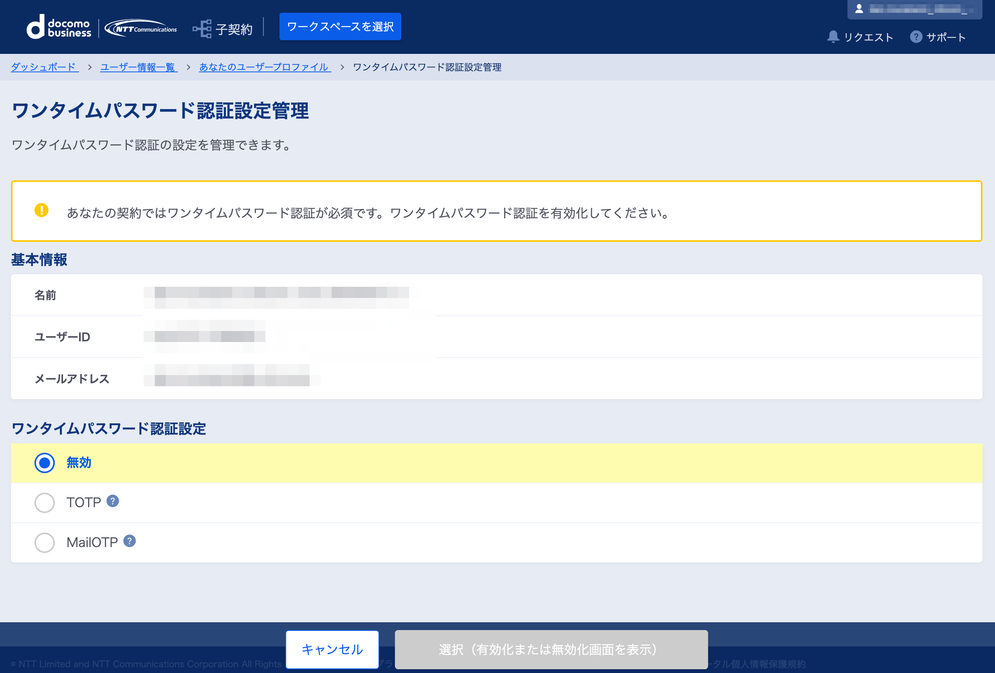 docomo
business
NTT Communications
子契約
ワークスペースを選択
リクエスト
サポート
ダッシュボード > ユーザー情報一覧 > あなたのユーザープロファイル > ワンタイムパスワード認証設定管理
ワンタイムパスワード認証設定管理
ワンタイムパスワード認証の設定を管理できます。
あなたの契約ではワンタイムパスワード認証が必須です。ワンタイムパスワード認証を有効化してください。
基本情報
名前
ユーザーID
メールアドレス
ワンタイムパスワード認証設定
無効
TOTP ?
MailOTP ?
キャンセル
選択（有効化または無効化画面を表示）
© NTT Limited and NTT Communications Corporation All Rights
タル個人情報保護規約